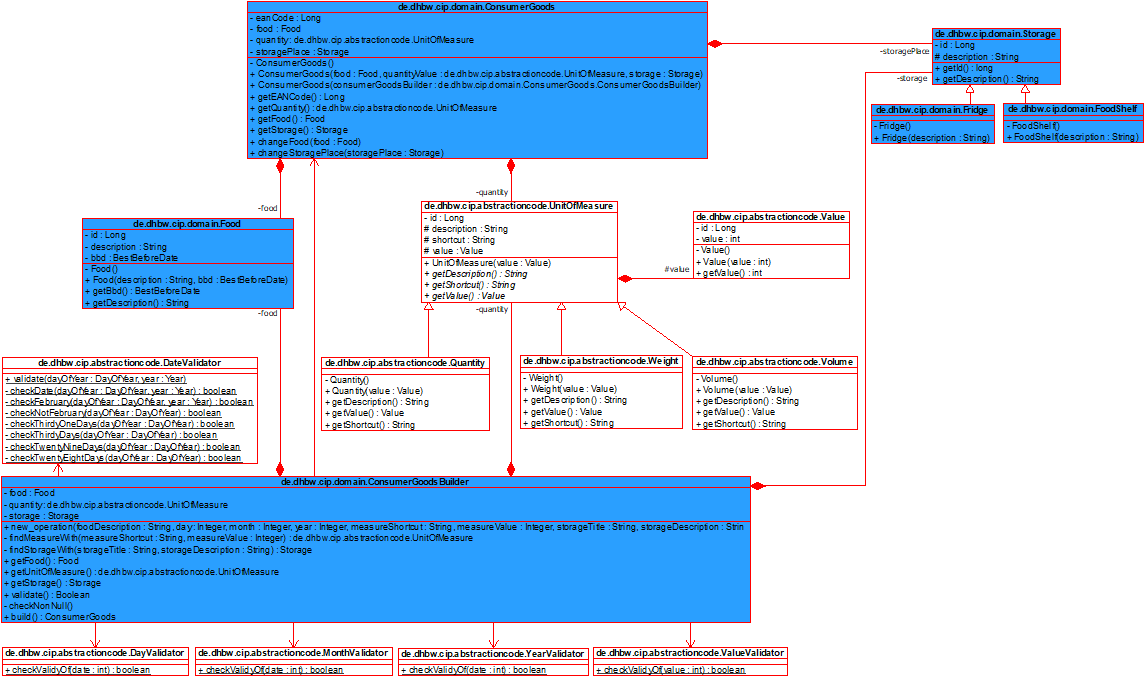 de.dhbw.cip.domain.ConsumerGoods
- eanCode : Long
- food : Food
- quantity: de.dhbw.cip.abstractioncode.UnitOfMeasure
- storagePlace : Storage
- ConsumerGoods()
+ ConsumerGoods(food : Food, quantityValue : de.dhbw.cip.abstractioncode.UnitOfMeasure, storage : Storage)
+ ConsumerGoods(consumerGoodsBuilder : de.dhbw.cip.domain.ConsumerGoods.ConsumerGoodsBuilder)
+ getEANCode() : Long
+ getQuantity() : de.dhbw.cip.abstractioncode.UnitOfMeasure
+ getFood() : Food
+ getStorage() : Storage
+ changeFood(food : Food)
+ changeStoragePlace(storagePlace : Storage)
-storagePlace
-storage
de.dhbw.cip.domain.Storage
- id : Long
# description : String
+ getId() : long
+ getDescription() : String
de.dhbw.cip.domain.Fridge
- Fridge()
+ Fridge(description : String)
de.dhbw.cip.domain.FoodShelf
- FoodShelf()
+ FoodShelf(description : String)
-food
-quantity
de.dhbw.cip.domain.Food
- id : Long
- description : String
- bbd : BestBeforeDate
- Food()
+ Food(description : String, bbd : BestBeforeDate)
+ getBbd() : BestBeforeDate
+ getDescription() : String
-food
de.dhbw.cip.abstractioncode.UnitOfMeasure
- id : Long
# description : String
# shortcut : String
# value : Value
+ UnitOfMeasure(value : Value)
+ getDescription() : String
+ getShortcut() : String
+ getValue() : Value
-quantity
#value
de.dhbw.cip.abstractioncode.Value
- id : Long
- value : int
- Value()
+ Value(value : int)
+ getValue() : int
de.dhbw.cip.abstractioncode.DateValidator
+ validate(dayOfYear : DayOfYear, year : Year)
- checkDate(dayOfYear : DayOfYear, year : Year) : boolean
- checkFebruary(dayOfYear : DayOfYear, year : Year) : boolean
- checkNotFebruary(dayOfYear : DayOfYear) : boolean
- checkThirdyOneDays(dayOfYear : DayOfYear) : boolean
- checkThirdyDays(dayOfYear : DayOfYear) : boolean
- checkTwentyNineDays(dayOfYear : DayOfYear) : boolean
- checkTwentyEightDays(dayOfYear : DayOfYear) : boolean
de.dhbw.cip.abstractioncode.Quantity
- Quantity()
+ Quantity(value : Value)
+ getDescription() : String
+ getValue() : Value
+ getShortcut() : String
de.dhbw.cip.abstractioncode.Weight
- Weight()
+ Weight(value : Value)
+ getDescription() : String
+ getValue() : Value
+ getShortcut() : String
de.dhbw.cip.abstractioncode.Volume
- Volume()
+ Volume(value : Value)
+ getDescription() : String
+ getValue() : Value
+ getShortcut() : String
de.dhbw.cip.domain.ConsumerGoodsBuilder
- food : Food
- quantity: de.dhbw.cip.abstractioncode.UnitOfMeasure
- storage : Storage
+ new_operation(foodDescription : String, day: Integer, month : Integer, year : Integer, measureShortcut : String, measureValue : Integer, storageTitle : String, storageDescription : Strin
- findMeasureWith(measureShortcut : String, measureValue : Integer) : de.dhbw.cip.abstractioncode.UnitOfMeasure
- findStorageWith(storageTitle : String, storageDescription : String) : Storage
+ getFood() : Food
+ getUnitOfMeasure() : de.dhbw.cip.abstractioncode.UnitOfMeasure
+ getStorage() : Storage
+ validate() : Boolean
- checkNonNull()
+ build() : ConsumerGoods
de.dhbw.cip.abstractioncode.DayValidator
+ checkValidyOf(date : int) : boolean
de.dhbw.cip.abstractioncode.MonthValidator
+ checkValidyOf(date : int) : boolean
de.dhbw.cip.abstractioncode.YearValidator
+ checkValidyOf(date : int) : boolean
de.dhbw.cip.abstractioncode.ValueValidator
+ checkValidyOf(value : int) : boolean